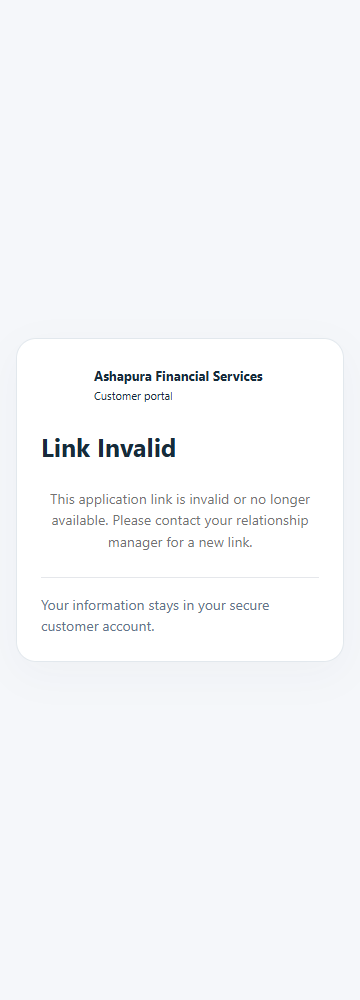 Ashapura Financial Services
Customer portal
Link Invalid
This application link is invalid or no longer
available. Please contact your relationship
manager for a new link.
Your information stays in your secure
customer account.